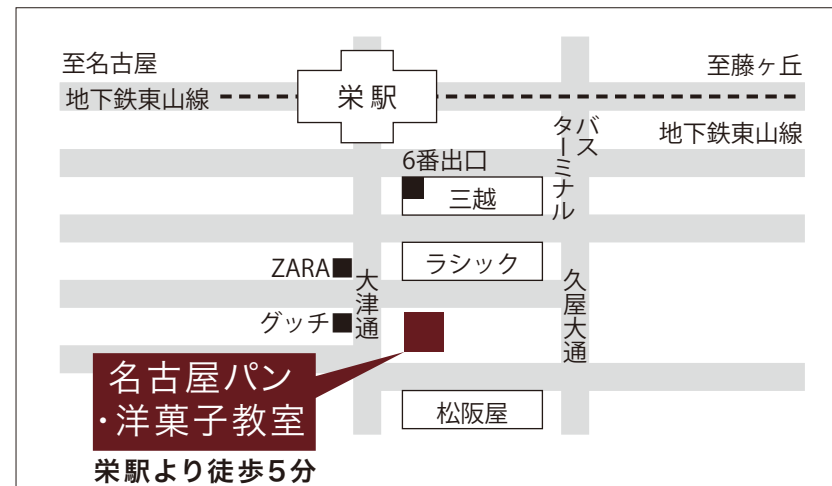 至名古屋
至藤ヶ丘
地下鉄東山線
栄駅
地下鉄東山線
バス
ターミナル
6番出口
三越
ラシック
ZARA
大津通
久屋大通
グッチ
名古屋パン
・洋菓子教室
松阪屋
栄駅より徒歩5分